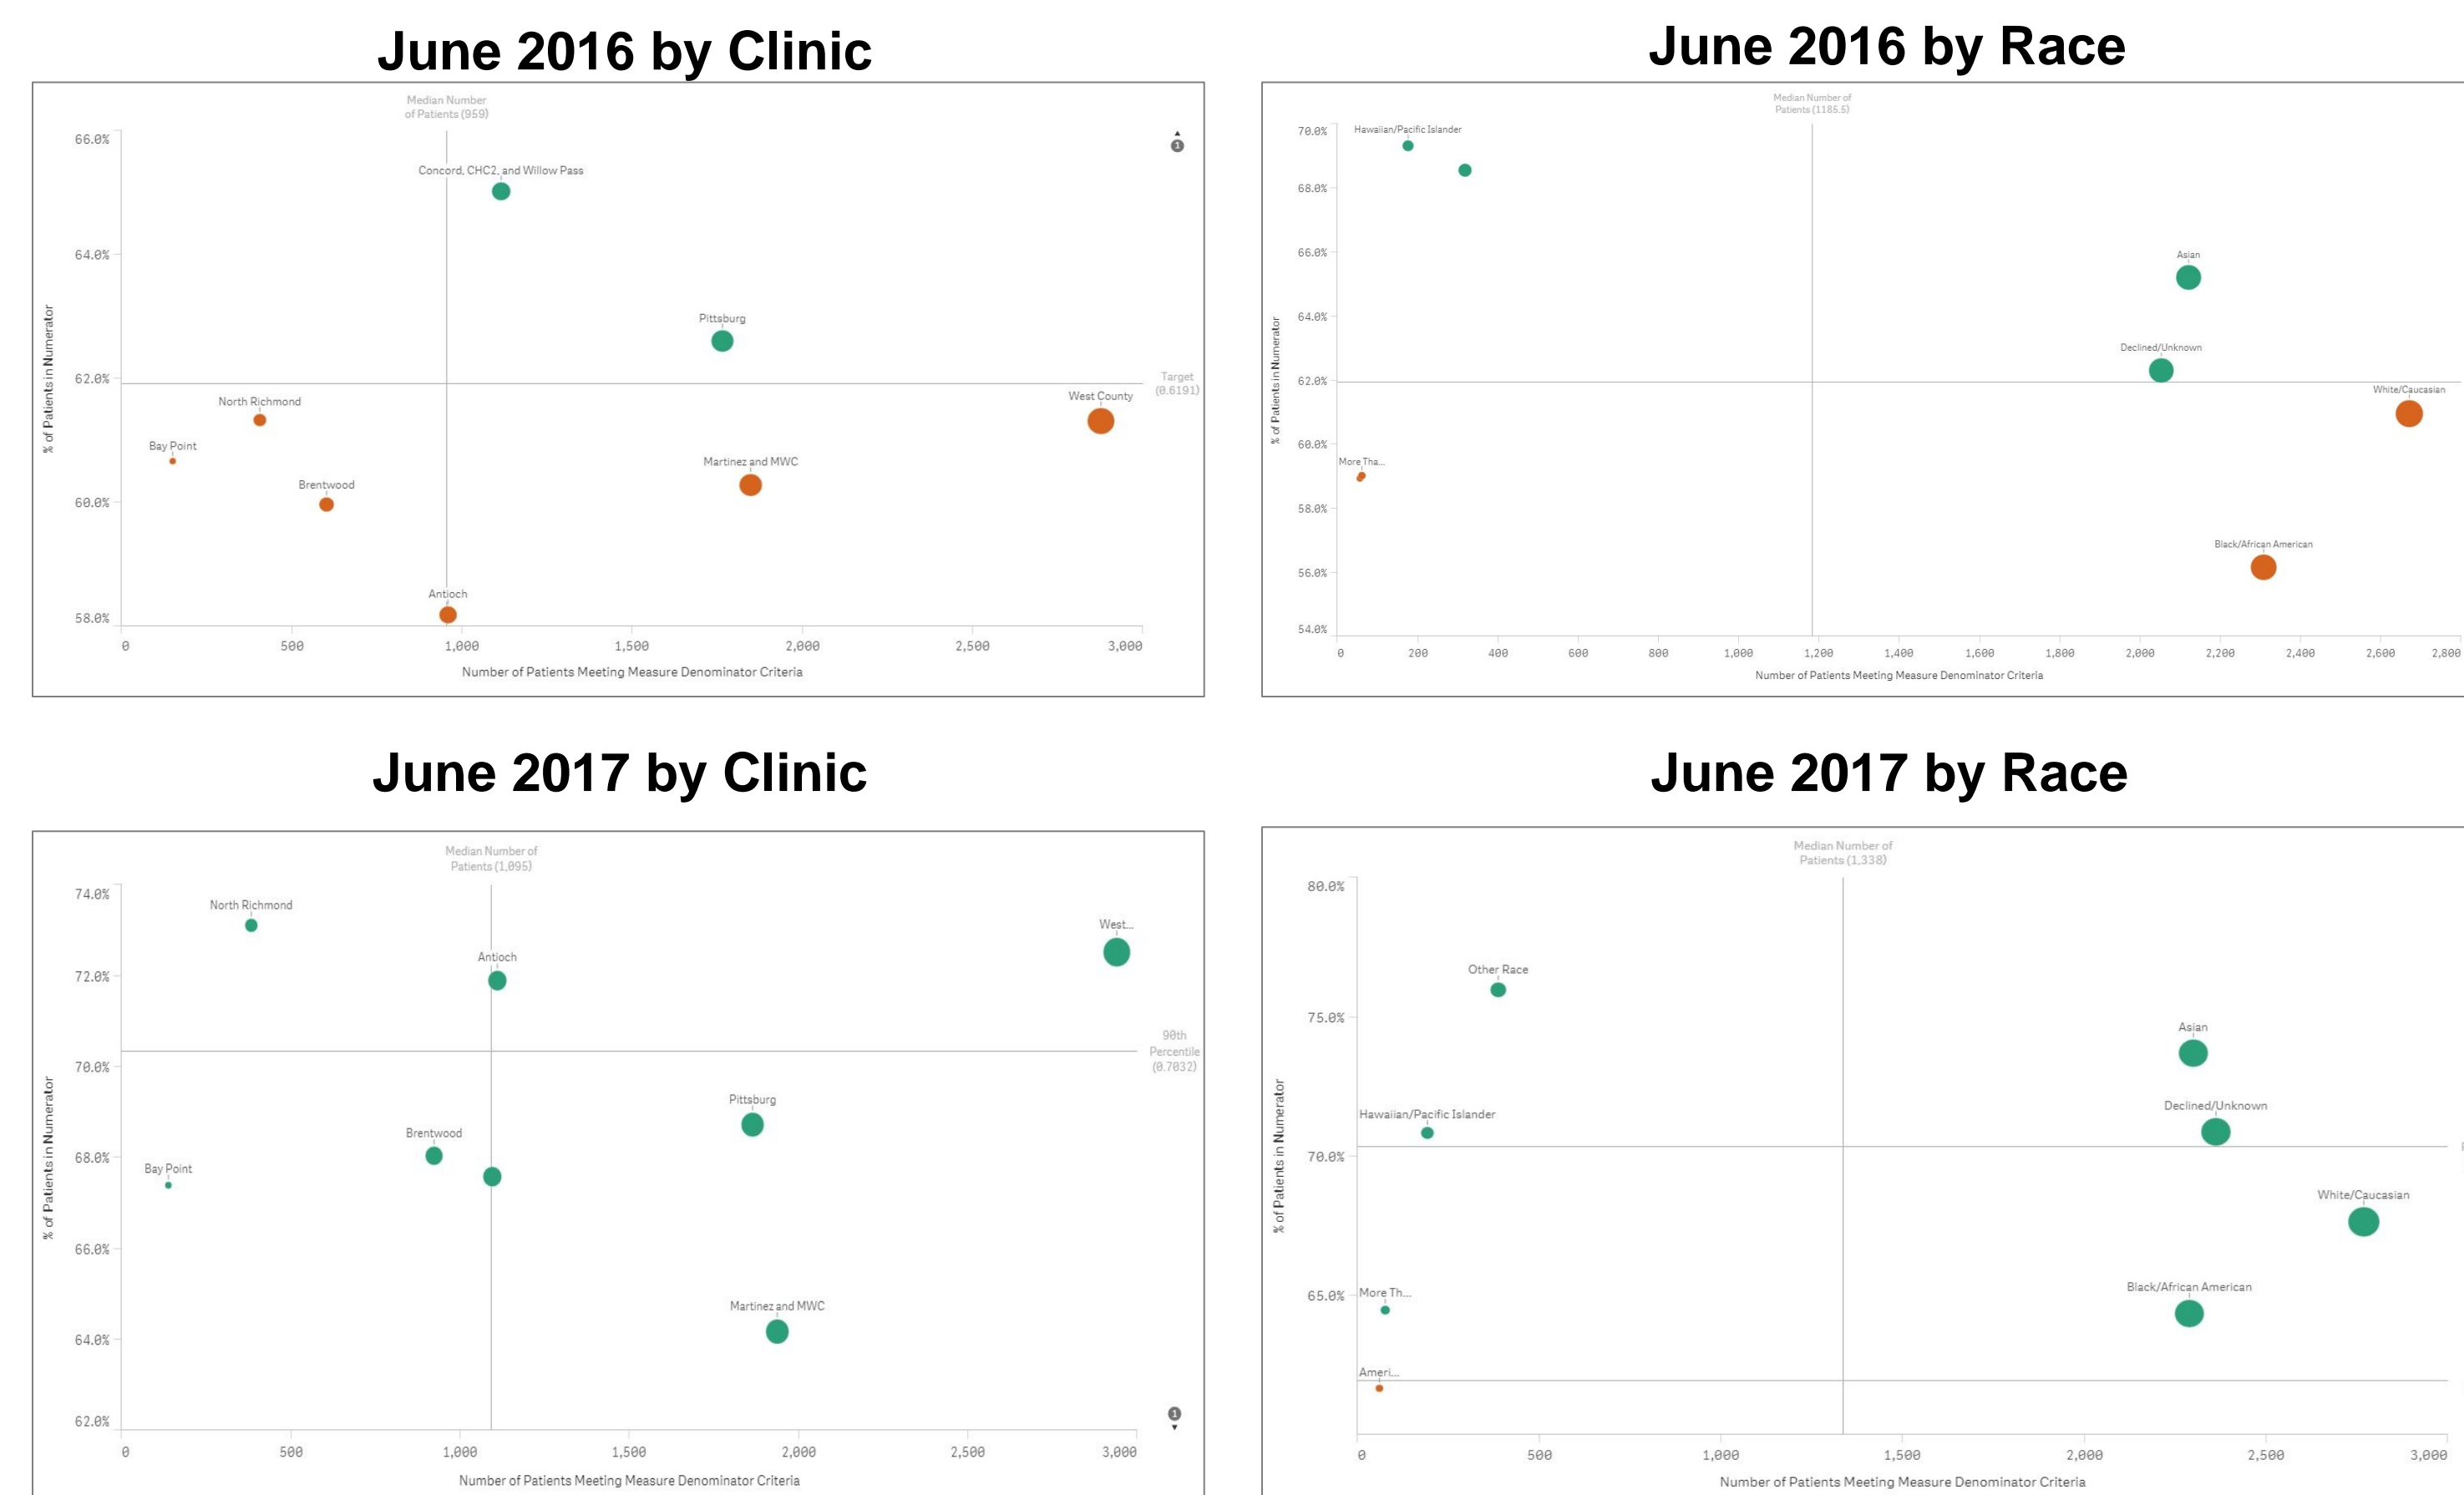 June 2016 by Clinic
Median Number
of Patients (959)
66.0%
64.0%
62.0%
60.0%
58.0%
% of Patients in Numerator
1
Concord, CHC2, and Willow Pass
Pittsburg
Target
(0.6191)
North Richmond
West County
Bay Point
Martinez and MWC
Brentwood
Antioch
0 500 1,000 1,500 2,000 2,500 3,000
Number of Patients Meeting Measure Denominator Criteria
June 2016 by Race
Median Number of
Patients (1185.5)
70.0%
68.0%
66.0%
64.0%
62.0%
60.0%
58.0%
56.0%
54.0%
% of Patients in Numerator
Hawaiian/Pacific Islander
Asian
Declined/Unknown
White/Caucasian
More Tha...
Black/African American
0 200 400 600 800 1,000 1,200 1,400 1,600 1,800 2,000 2,200 2,400 2,600 2,800
Number of Patients Meeting Measure Denominator Criteria
June 2017 by Clinic
Median Number of
Patients (1,095)
74.0%
72.0%
70.0%
68.0%
66.0%
64.0%
62.0%
% of Patients in Numerator
North Richmond
West...
Antioch
90th
Percentile
(0.7032)
Pittsburg
Brentwood
Bay Point
Martinez and MWC
1
0 500 1,000 1,500 2,000 2,500 3,000
Number of Patients Meeting Measure Denominator Criteria
June 2017 by Race
Median Number of
Patients (1,338)
80.0%
75.0%
70.0%
65.0%
% of Patients in Numerator
Other Race
Asian
Hawaiian/Pacific Islander
Declined/Unknown
White/Caucasian
More Th...
Black/African American
Ameri...
0 500 1,000 1,500 2,000 2,500 3,000
Number of Patients Meeting Measure Denominator Criteria